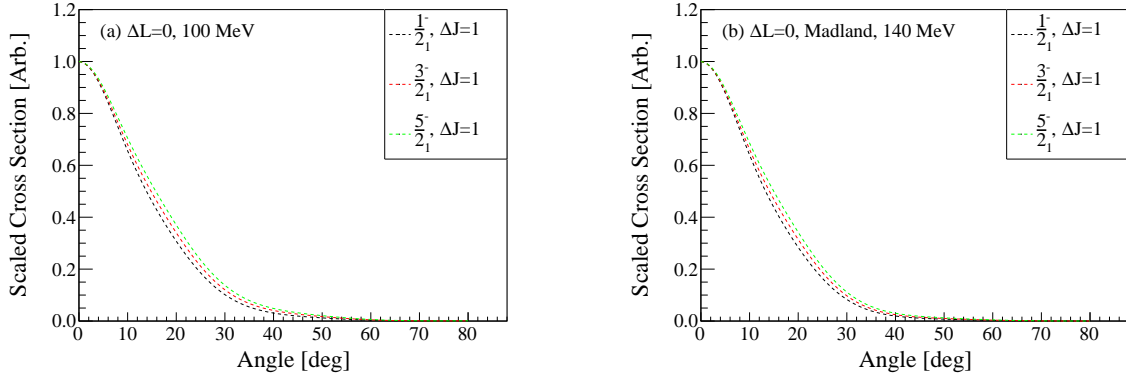 (a) ΔL=0, 100 MeV
1/2⁻₁, ΔJ=1
3/2⁻₁, ΔJ=1
5/2⁻₁, ΔJ=1
Scaled Cross Section [Arb.]
1.2
1.0
0.8
0.6
0.4
0.2
0.0
0 10 20 30 40 50 60 70 80
Angle [deg]
(b) ΔL=0, Madland, 140 MeV
1/2⁻₁, ΔJ=1
3/2⁻₁, ΔJ=1
5/2⁻₁, ΔJ=1
Scaled Cross Section [Arb.]
1.2
1.0
0.8
0.6
0.4
0.2
0.0
0 10 20 30 40 50 60 70 80
Angle [deg]